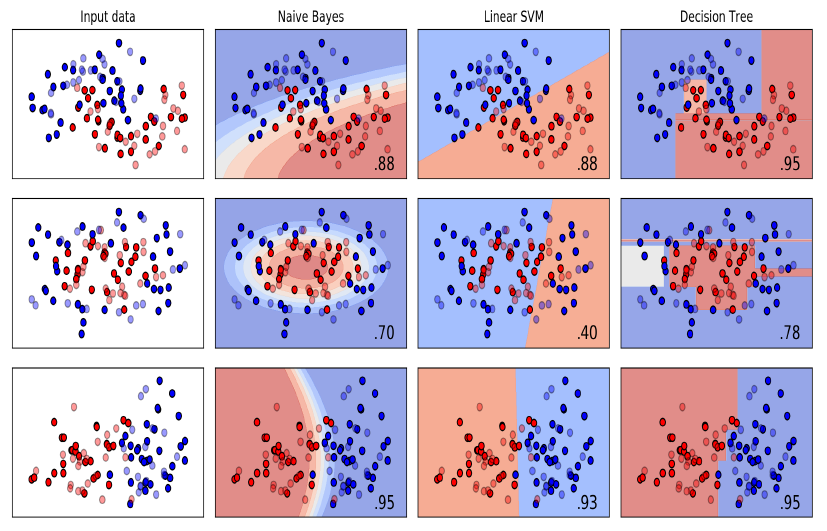 Input data Naive Bayes Linear SVM Decision Tree
.88 .88 .95
.70 .40 .78
.95 .93 .95